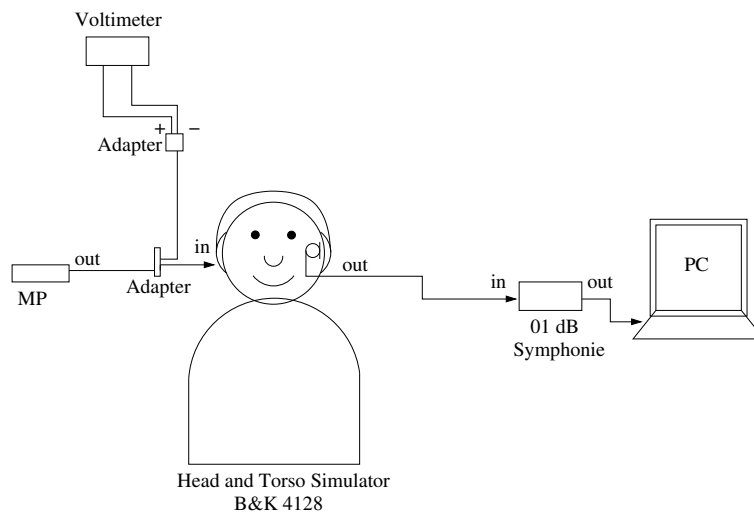 Voltimeter
+ −
Adapter
out
in
MP
Adapter
out
in
out
PC
01 dB
Symphonie
Head and Torso Simulator
B&K 4128